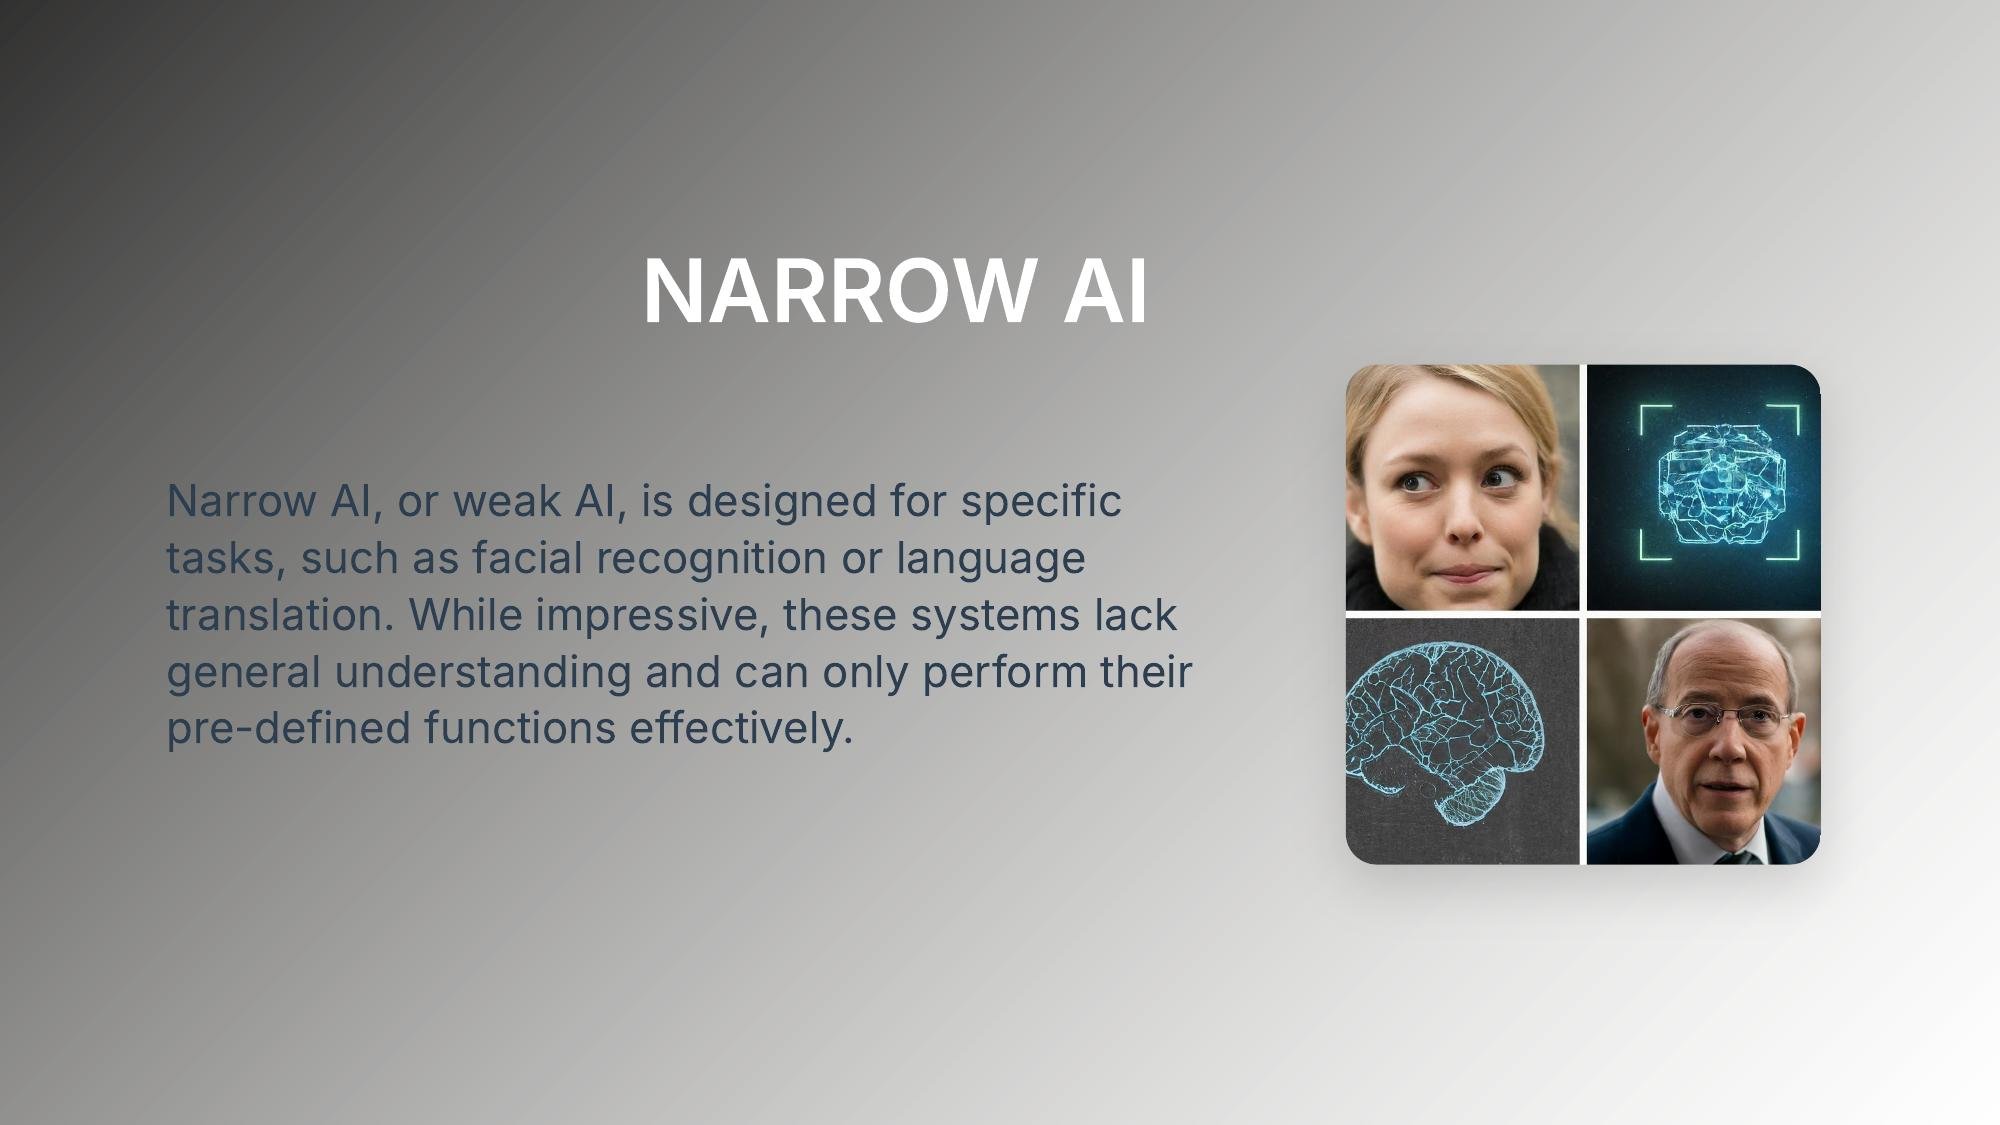 NARROW AI
Narrow AI, or weak AI, is designed for specific
tasks, such as facial recognition or language
translation. While impressive, these systems lack
general understanding and can only perform their
pre-defined functions effectively.